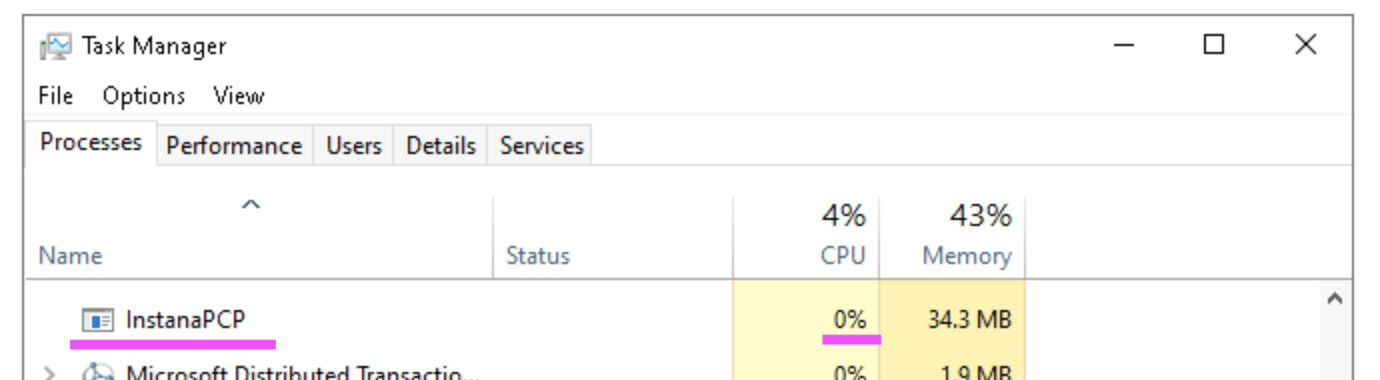 Task Manager
File Options View
Processes Performance Users Details Services
4% 43%
Name Status CPU Memory
InstanaPCP 0% 34.3 MB
Microsoft Distributed Transactio... 0% 1.9 MB